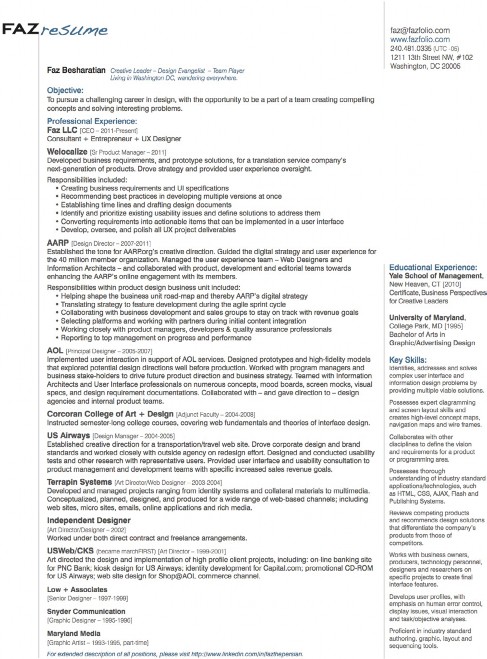 FAZ resume
faz@fazfolio.com
www.fazfolio.com
240.481.0336 (UTC -05)
1211 13th Street NW, #102
Washington, DC 20005
Faz Besharatian Creative Leader – Design Evangelist – Team Player
Living in Washington DC, wandering everywhere.
Objective:
To pursue a challenging career in design, with the opportunity to be a part of a team creating compelling
concepts and solving interesting problems.
Professional Experience:
Faz LLC [CEO – 2011-Present]
Consultant + Entrepreneur + UX Designer
Welocalize [Sr Product Manager – 2011]
Developed business requirements, and prototype solutions, for a translation service company's
next-generation of products. Drove strategy and provided user experience oversight.
Responsibilities included:
• Creating business requirements and UI specifications
• Recommending best practices in developing multiple versions at once
• Establishing time lines and drafting design documents
• Identify and prioritize existing usability issues and define solutions to address them
• Converting requirements into actionable items that can be implemented in a user interface
• Develop, oversee, and polish all UX project deliverables
AARP [Design Director – 2007-2011]
Established the tone for AARP.org's creative direction. Guided the digital strategy and user experience for
the 40 million member organization. Managed the user experience team – Web Designers and
Information Architects – and collaborated with product, development and editorial teams towards
enhancing the AARP's online engagement with its members.
Responsibilities within product design business unit included:
• Helping shape the business unit road-map and thereby AARP's digital strategy
• Translating strategy to feature development during the agile sprint cycle
• Collaborating with business development and sales groups to stay on track with revenue goals
• Selecting platforms and working with partners during initial content integration
• Working closely with product managers, developers & quality assurance professionals
• Reporting to top management on progress and performance
AOL [Principal Designer – 2005-2007]
Implemented user interaction in support of AOL services. Designed prototypes and high-fidelity models
that explored potential design directions well before production. Worked with program managers and
business stake-holders to drive future product direction and business strategy. Teamed with Information
Architects and User Interface professionals on numerous concepts, mood boards, screen mocks, visual
specs, and design requirement documentations. Collaborated with – and gave direction to – design
agencies and internal product teams.
Corcoran College of Art + Design [Adjunct Faculty – 2004-2008]
Instructed semester-long college courses, covering web fundamentals and theories of interface design.
US Airways [Design Manager – 2004-2005]
Established creative direction for a transportation/travel web site. Drove corporate design and brand
standards and worked closely with outside agency on redesign effort. Designed and conducted usability
tests and other research with representative users. Provided user interface and usability consultation to
product management and development teams with specific increased sales revenue goals.
Terrapin Systems [Art Director/Web Designer - 2003-2004]
Developed and managed projects ranging from identity systems and collateral materials to multimedia.
Conceptualized, planned, designed, and produced for a wide range of web-based channels; including
web sites, micro sites, emails, online applications and rich media.
Independent Designer
[Art Director/Designer – 2002]
Worked under both direct contract and freelance arrangements.
USWeb/CKS (became marchFIRST) [Art Director – 1999-2001]
Art directed the design and implementation of high profile client projects, including: on-line banking site
for PNC Bank; kiosk design for US Airways; identity development for Capital.com; promotional CD-ROM
for US Airways; web site design for Shop@AOL commerce channel.
Low + Associates
[Senior Designer – 1997-1999]
Snyder Communication
[Graphic Designer – 1995-1996]
Maryland Media
[Graphic Artist – 1993-1995, part-time]
For extended description of all positions, please visit http://www.linkedin.com/in/fazthepersian.
Educational Experience:
Yale School of Management,
New Heaven, CT [2010]
Certificate, Business Perspectives
for Creative Leaders
University of Maryland,
College Park, MD [1995]
Bachelor of Arts in
Graphic/Advertising Design
Key Skills:
Identifies, addresses and solves
complex user interface and
information design problems by
providing multiple viable solutions.
Possesses expert diagramming
and screen layout skills and
creates high-level concept maps,
navigation maps and wire frames.
Collaborates with other
disciplines to define the vision
and requirements for a product
or programming area.
Possesses thorough
understanding of industry standard
applications/technologies, such
as HTML, CSS, AJAX, Flash and
Publishing Systems.
Reviews competing products
and recommends design solutions
that differentiate the company's
products from those of
competitors.
Works with business owners,
producers, technology personnel,
designers and researchers on
specific projects to create final
interface features.
Develops user profiles, with
emphasis on human error control,
display issues, visual interaction
and task/objective analyses.
Proficient in industry standard
authoring, graphic, layout and
sequencing tools.